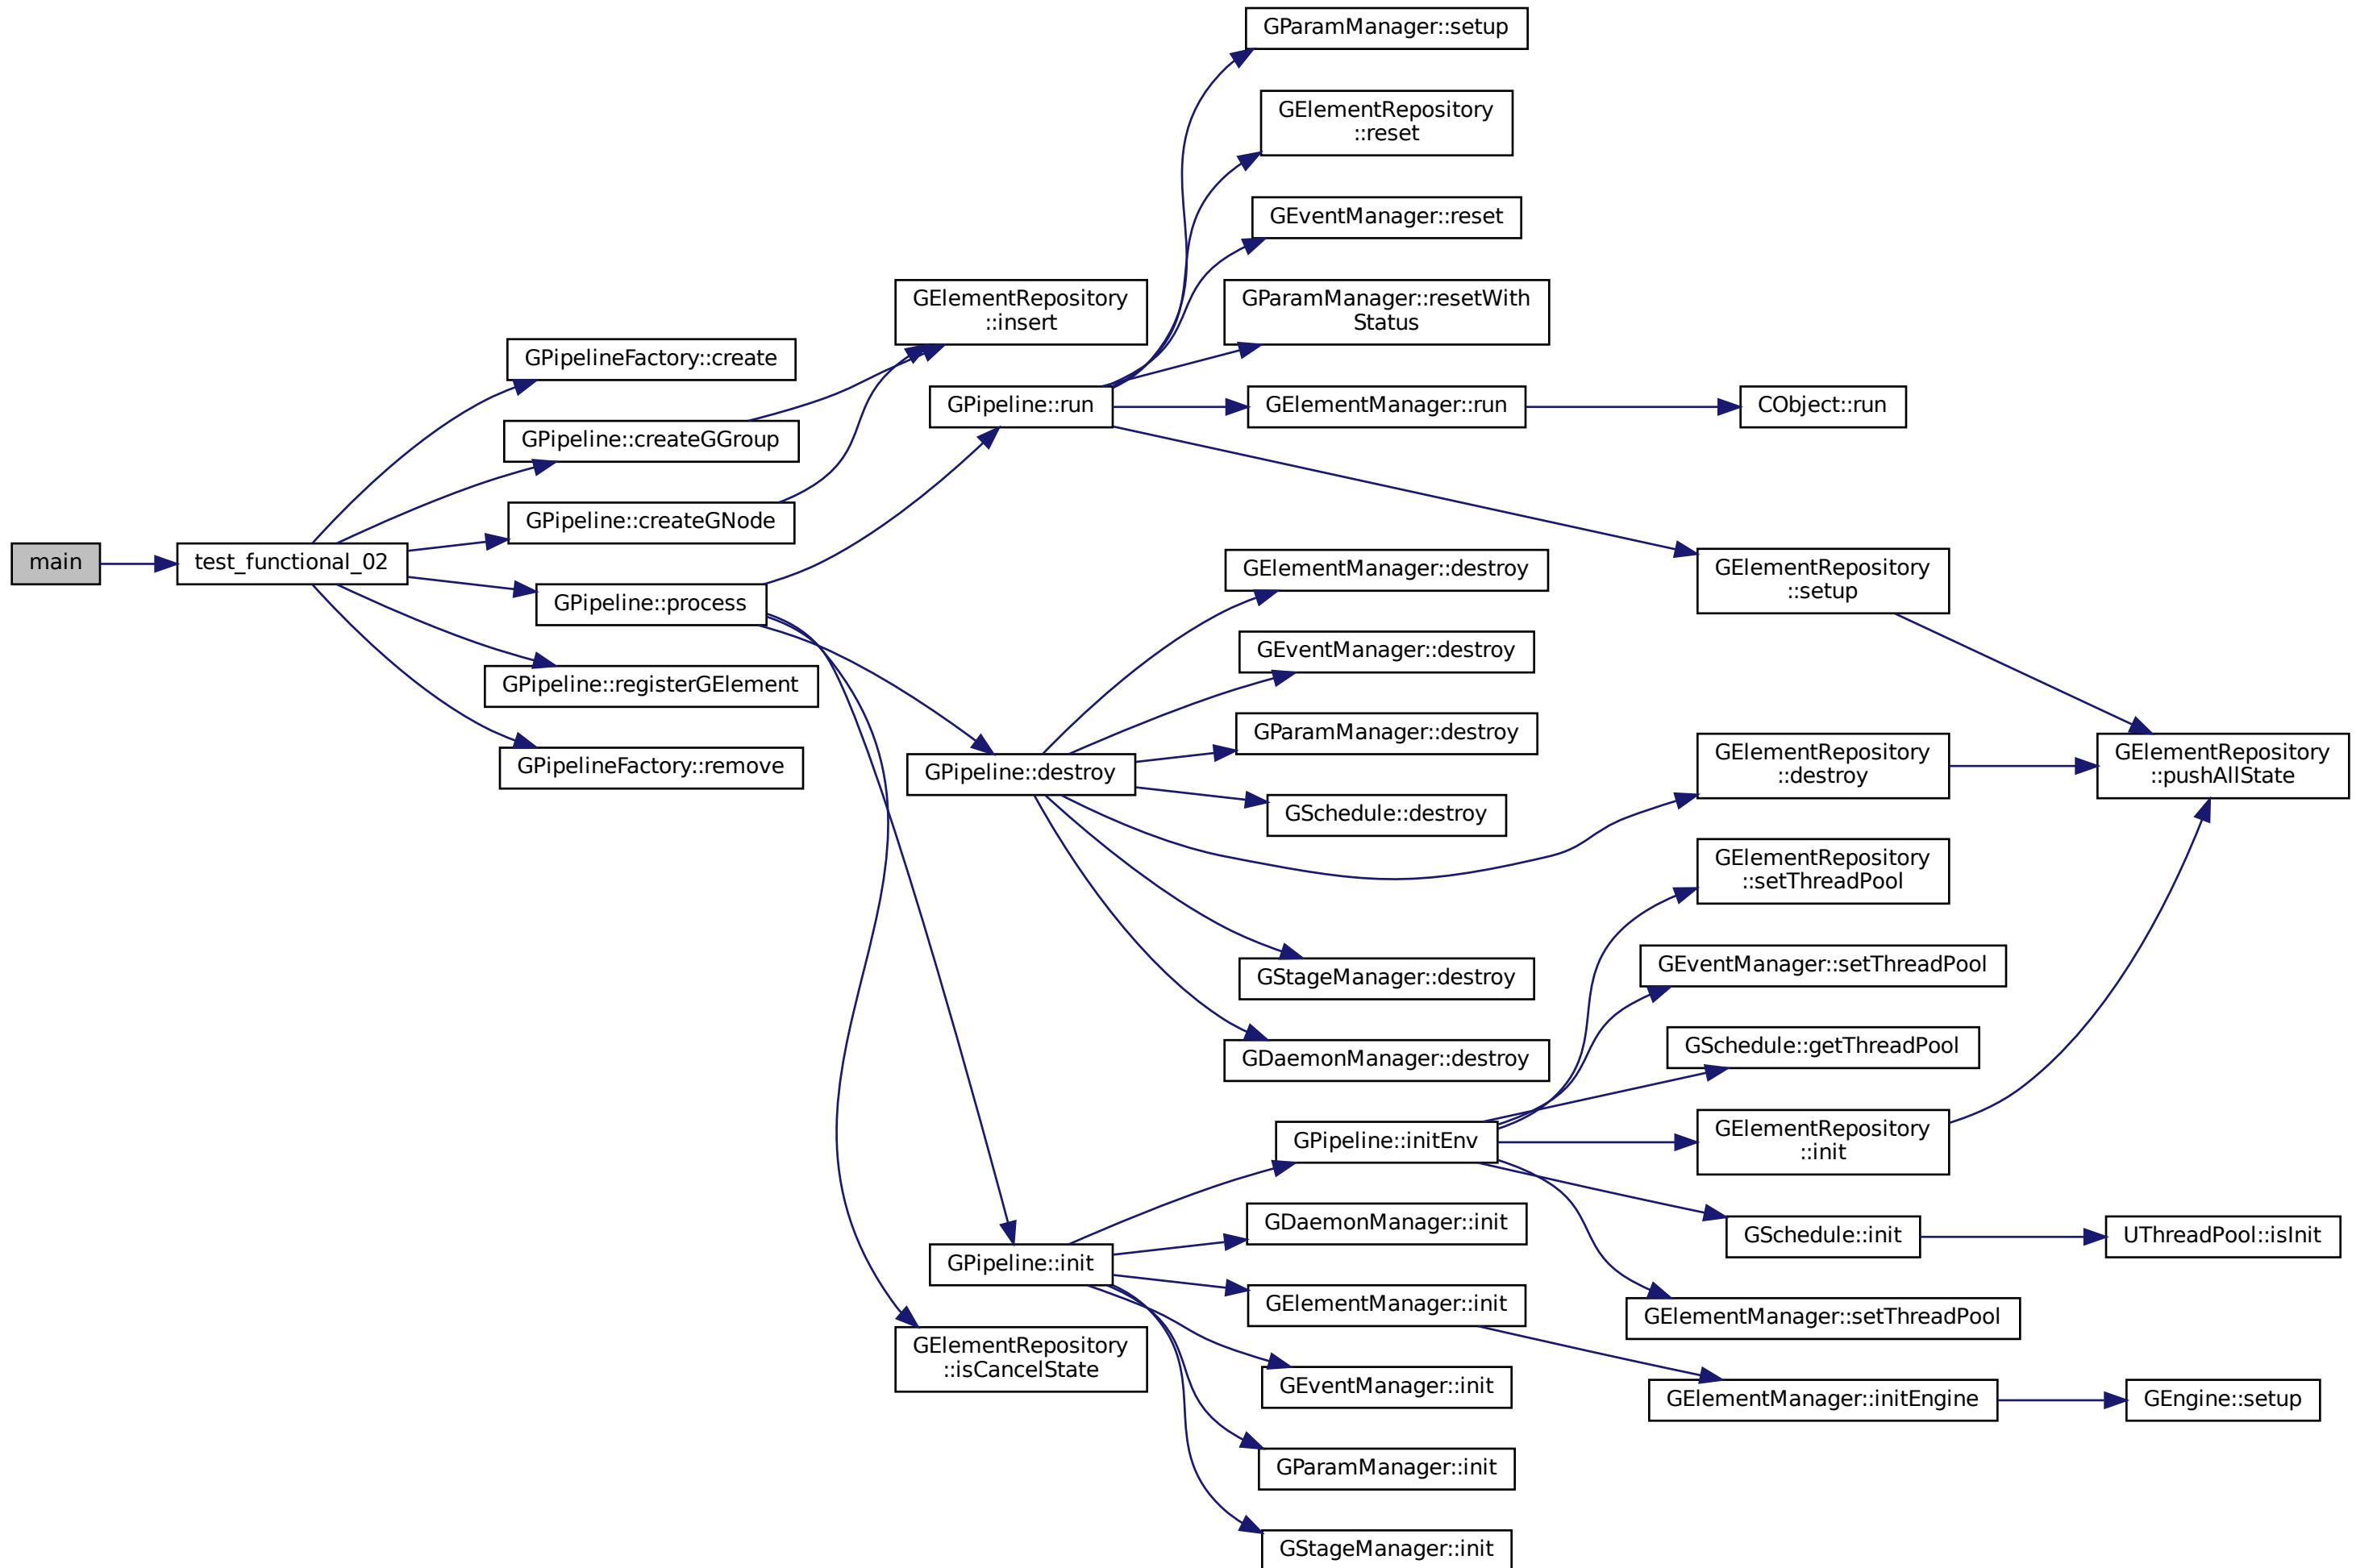 GParamManager::setup
GElementRepository
::reset
GEventManager::reset
GElementRepository
::insert
GParamManager::resetWith
Status
GPipelineFactory::create
GPipeline::run
GElementManager::run
CObject::run
GPipeline::createGGroup
GPipeline::createGNode
main
test_functional_02
GElementManager::destroy
GElementRepository
::setup
GPipeline::process
GEventManager::destroy
GPipeline::registerGElement
GParamManager::destroy
GPipelineFactory::remove
GPipeline::destroy
GElementRepository
::destroy
GElementRepository
::pushAllState
GSchedule::destroy
GElementRepository
::setThreadPool
GStageManager::destroy
GEventManager::setThreadPool
GDaemonManager::destroy
GSchedule::getThreadPool
GPipeline::initEnv
GElementRepository
::init
GDaemonManager::init
GSchedule::init
UThreadPool::isInit
GPipeline::init
GElementManager::init
GElementManager::setThreadPool
GElementRepository
::isCancelState
GEventManager::init
GElementManager::initEngine
GEngine::setup
GParamManager::init
GStageManager::init